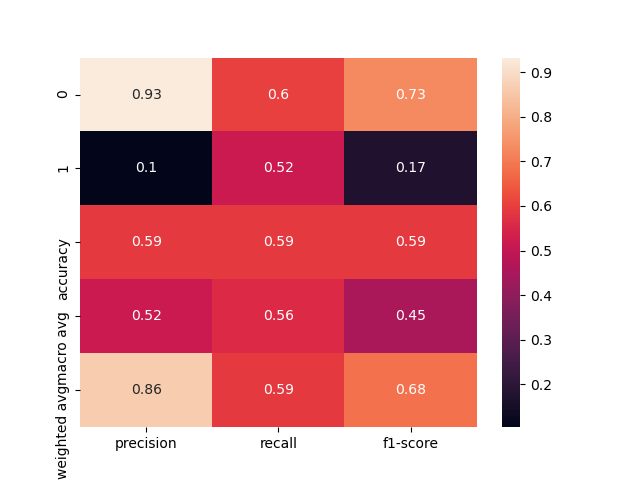 0 0.93 0.6 0.73
1 0.1 0.52 0.17
accuracy 0.59 0.59 0.59
macro avg 0.52 0.56 0.45
weighted avg 0.86 0.59 0.68
precision recall f1-score
0.9
0.8
0.7
0.6
0.5
0.4
0.3
0.2